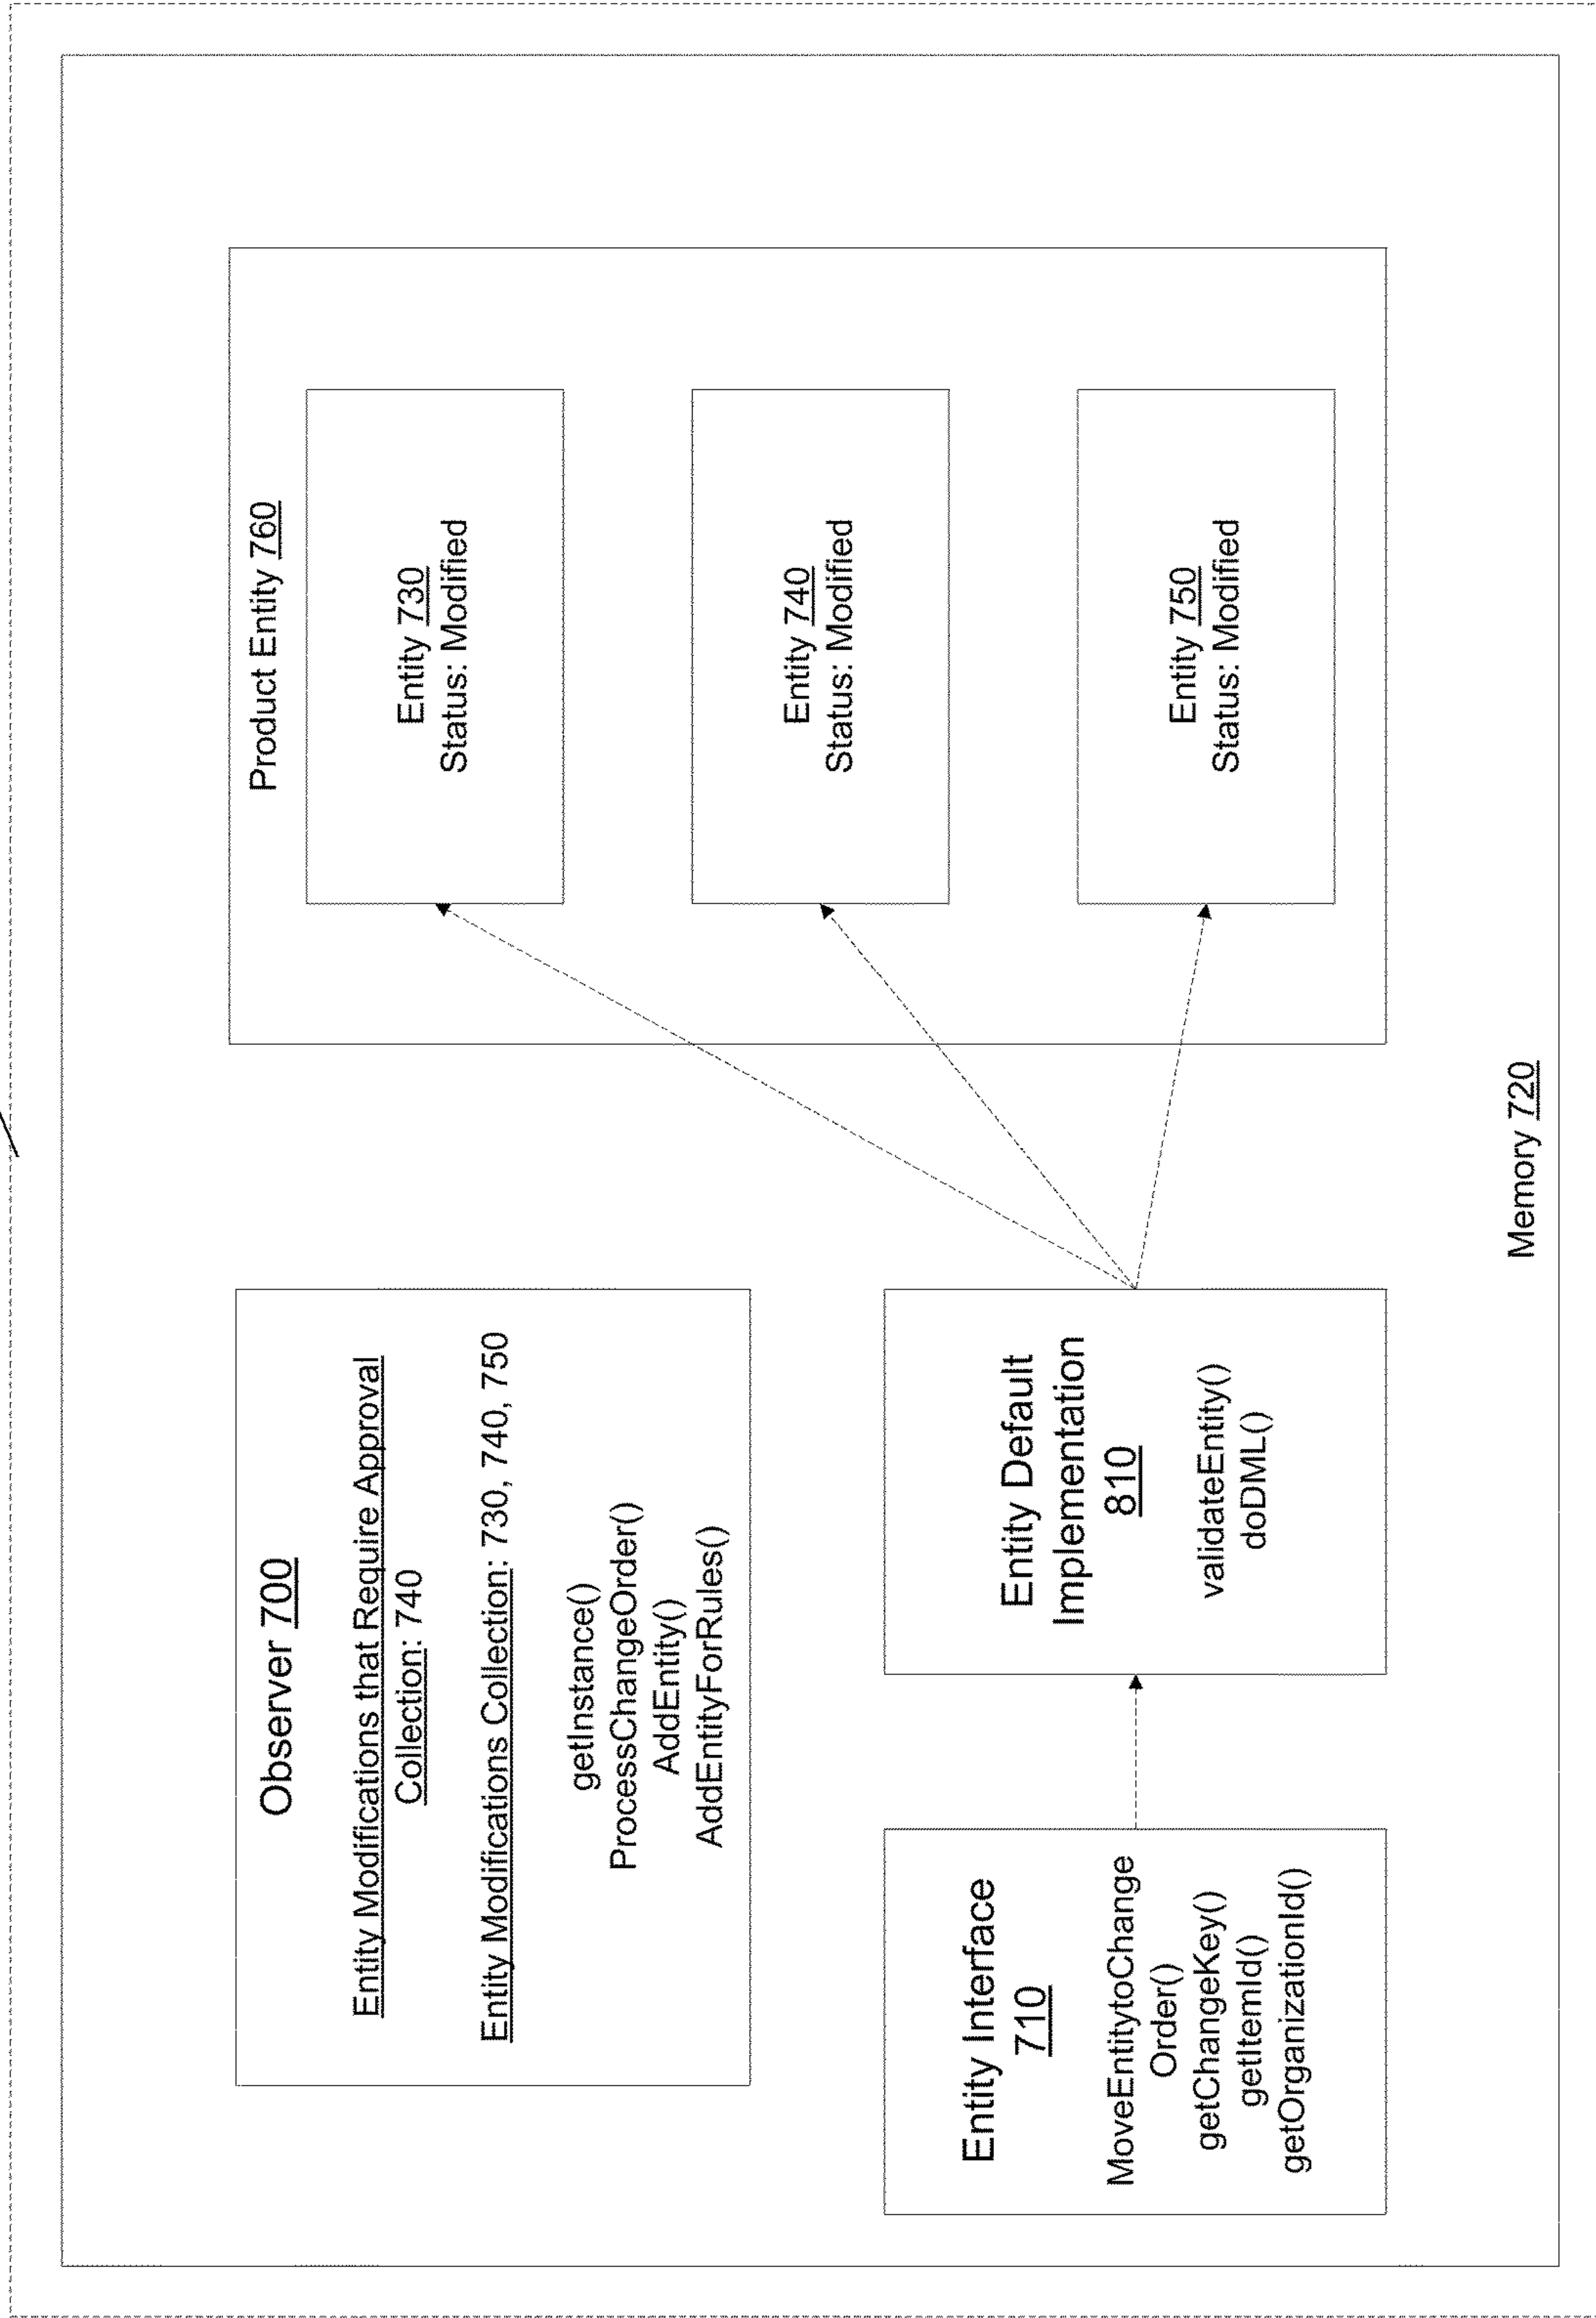 Observer 700
Entity Modifications that Require Approval
Collection: 740
Entity Modifications Collection: 730, 740, 750
getInstance()
ProcessChangeOrder()
AddEntity()
AddEntityForRules()
Product Entity 760
Entity 730
Status: Modified
Entity 740
Status: Modified
Entity 750
Status: Modified
Entity Interface
710
MoveEntitytoChange
Order()
getChangeKey()
getItemId()
getOrganizationId()
Entity Default
Implementation
810
validateEntity()
doDML()
Memory 720